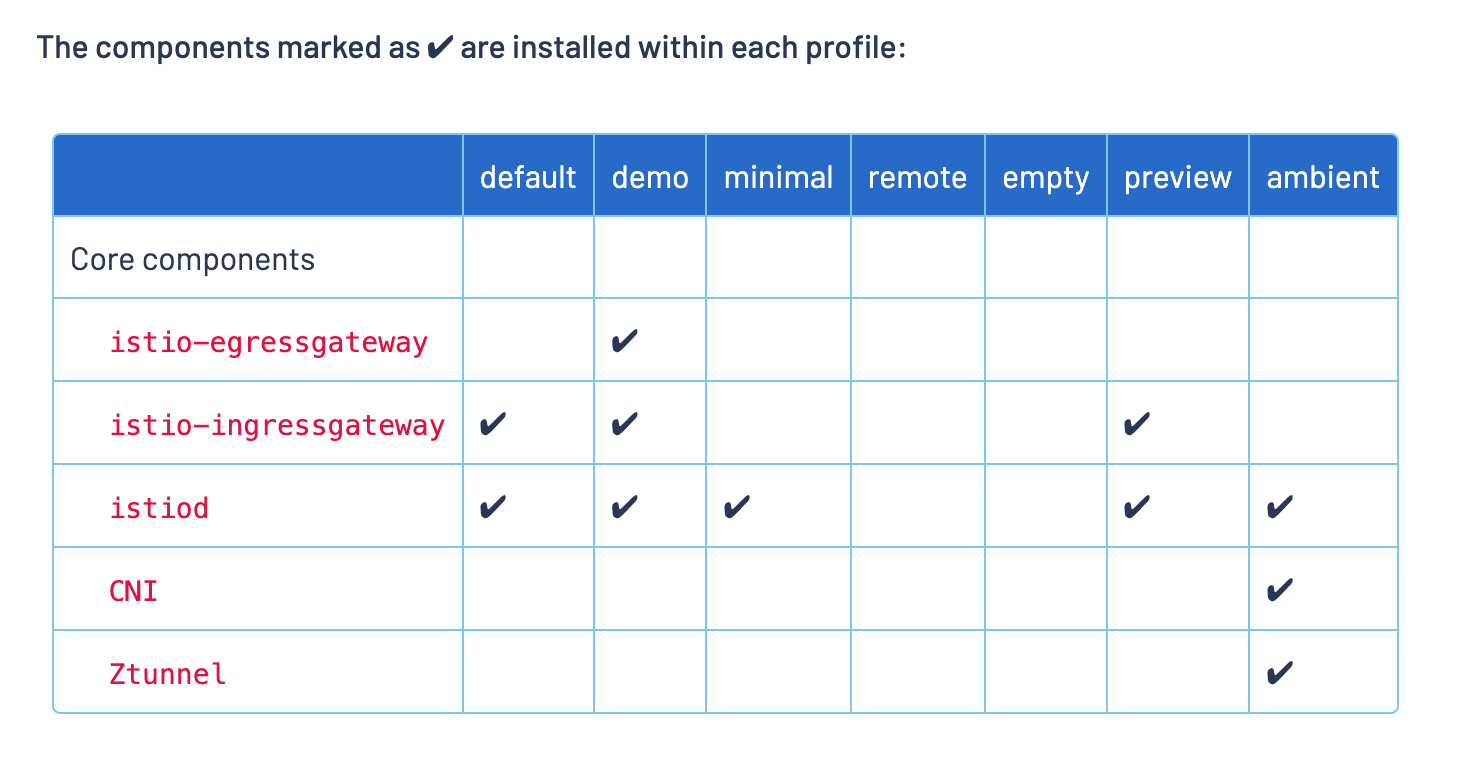 The components marked as ✔ are installed within each profile:
default demo minimal remote empty preview ambient
Core components
istio-egressgateway ✔
istio-ingressgateway ✔ ✔ ✔
istiod ✔ ✔ ✔ ✔ ✔
CNI ✔
Ztunnel ✔